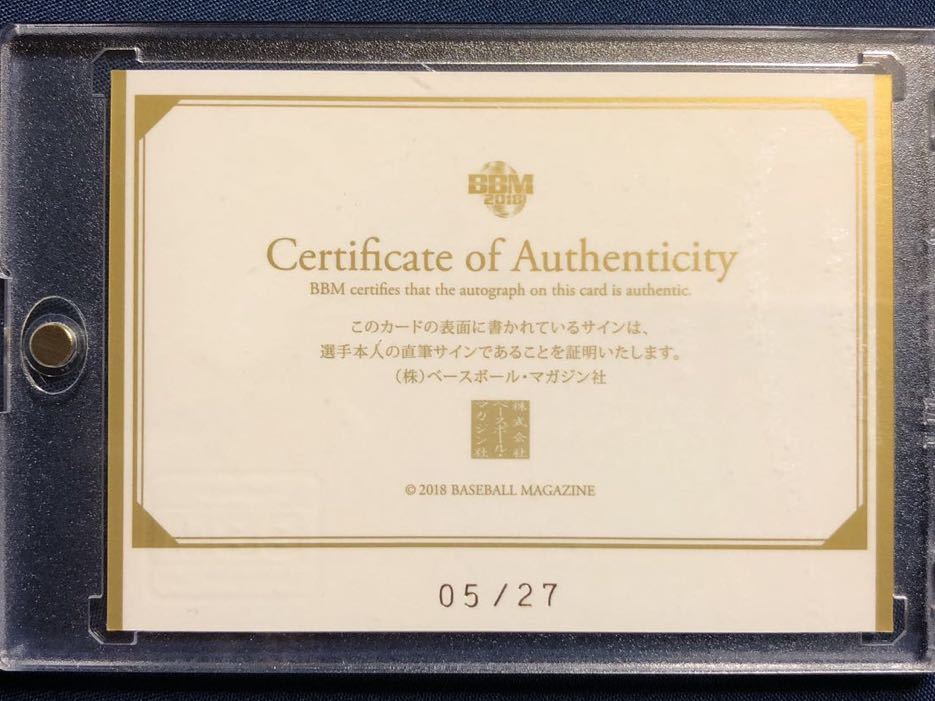 BBM
2018
Certificate of Authenticity
BBM certifies that the autograph on this card is authentic.
このカードの表面に書かれているサインは、
選手本人の直筆サインであることを証明いたします。
（株）ベースボール・マガジン社
株式会社
ベースボール・
マガジン社
© 2018 BASEBALL MAGAZINE
05/27